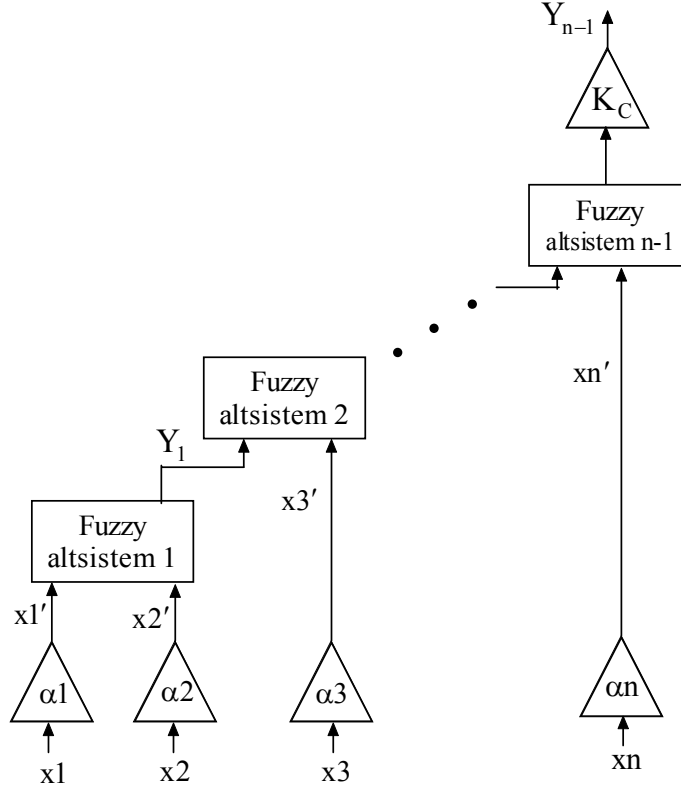 Yn–1
KC
Fuzzy
altsistem n-1
xn′
Fuzzy
altsistem 2
Y1
x3′
Fuzzy
altsistem 1
x1′
x2′
α1
α2
α3
αn
x1
x2
x3
xn